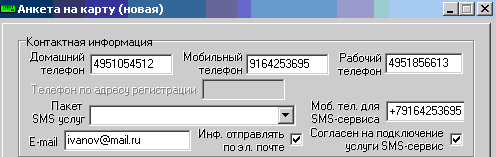 Анкета на карту (новая)
Контактная информация
Домашний телефон 4951054512 Мобильный телефон 9164253695 Рабочий телефон 4951856613
Телефон по адресу регистрации
Пакет SMS услуг Моб. тел. для SMS-сервиса +79164253695
E-mail ivanov@mail.ru Инф. отправлять по эл. почте Согласен на подключение услуги SMS-сервис